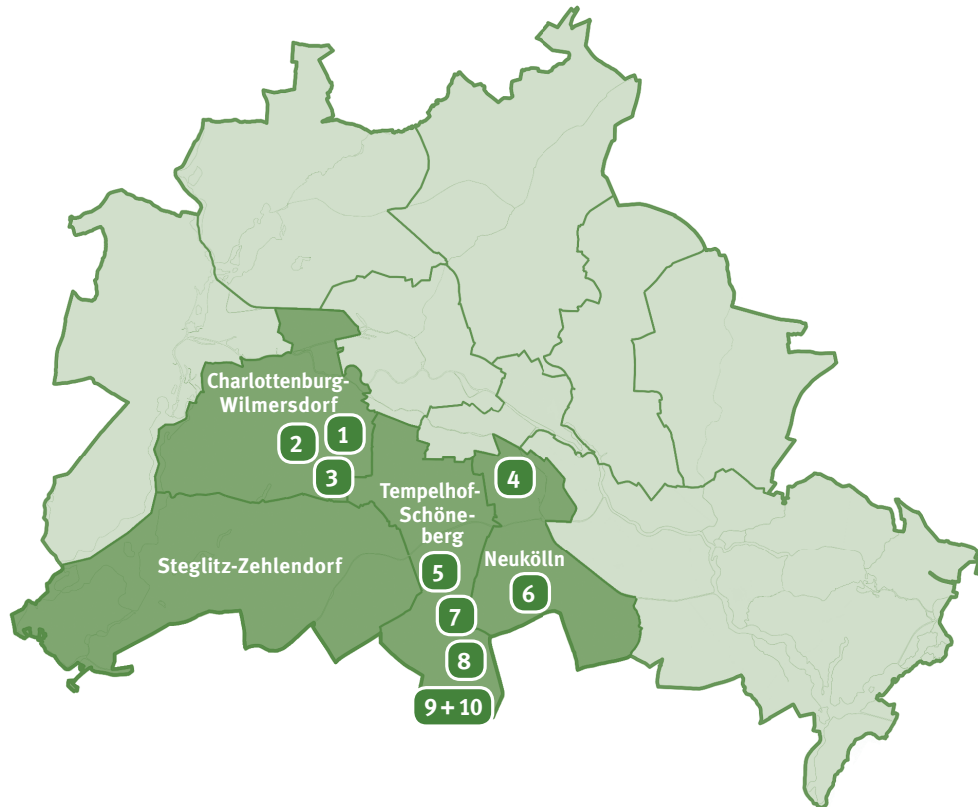 Charlottenburg-
Wilmersdorf
1
2
3
4
Tempelhof-
Schöne-
berg
Steglitz-Zehlendorf
Neukölln
5
6
7
8
9 + 10